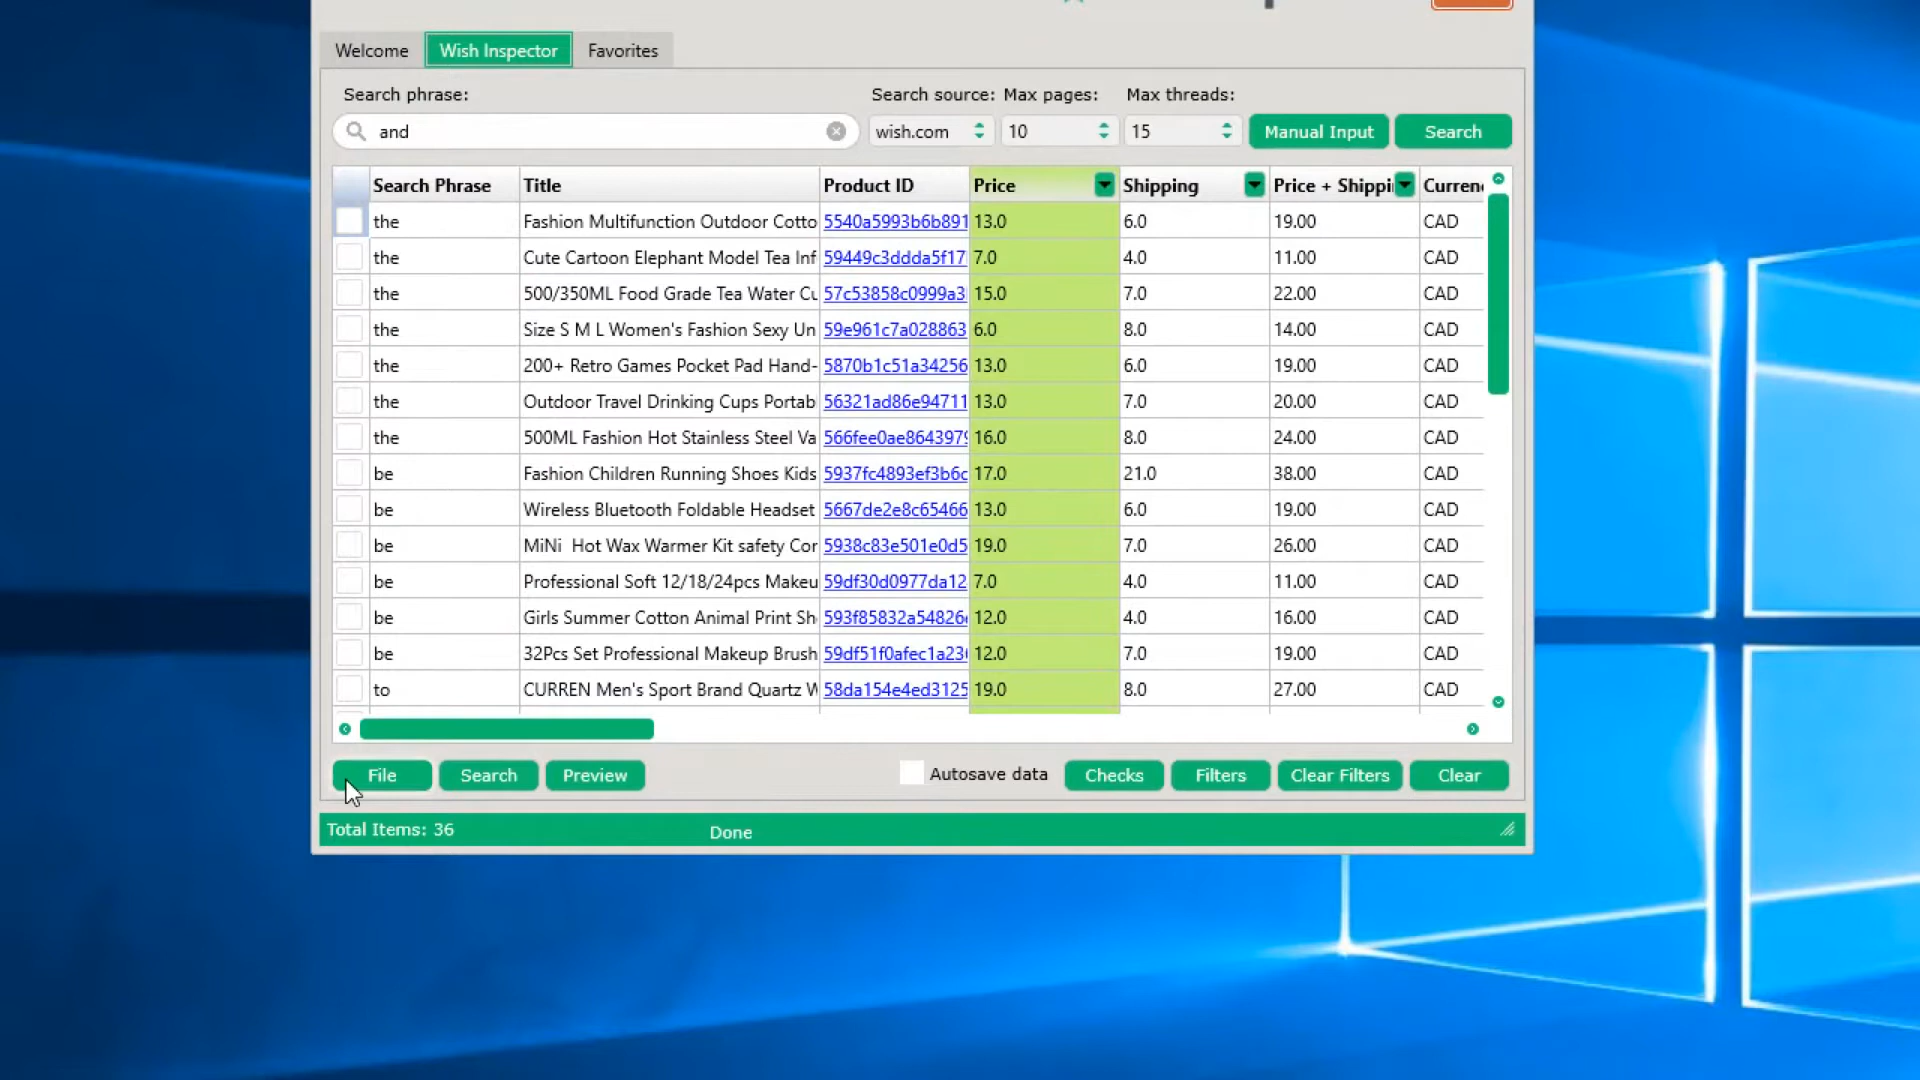 Welcome Wish Inspector Favorites
Search phrase: Search source: Max pages: Max threads:
and wish.com 10 15 Manual Input Search
Search Phrase Title Product ID Price Shipping Price + Shippi Curren
the Fashion Multifunction Outdoor Cotto 5540a5993b6b891 13.0 6.0 19.00 CAD
the Cute Cartoon Elephant Model Tea Inf 59449c3ddda5f17 7.0 4.0 11.00 CAD
the 500/350ML Food Grade Tea Water Cu 57c53858c0999a3 15.0 7.0 22.00 CAD
the Size S M L Women's Fashion Sexy Un 59e961c7a028863 6.0 8.0 14.00 CAD
the 200+ Retro Games Pocket Pad Hand- 5870b1c51a34256 13.0 6.0 19.00 CAD
the Outdoor Travel Drinking Cups Portab 56321ad86e94711 13.0 7.0 20.00 CAD
the 500ML Fashion Hot Stainless Steel Va 566fee0ae8643979 16.0 8.0 24.00 CAD
be Fashion Children Running Shoes Kids 5937fc4893ef3b6c 17.0 21.0 38.00 CAD
be Wireless Bluetooth Foldable Headset 5667de2e8c65466 13.0 6.0 19.00 CAD
be MiNi Hot Wax Warmer Kit safety Cor 5938c83e501e0d5 19.0 7.0 26.00 CAD
be Professional Soft 12/18/24pcs Makeu 59df30d0977da12 7.0 4.0 11.00 CAD
be Girls Summer Cotton Animal Print Sh 593f85832a54826 12.0 4.0 16.00 CAD
be 32Pcs Set Professional Makeup Brush 59df51f0afec1a23 12.0 7.0 19.00 CAD
to CURREN Men's Sport Brand Quartz W 58da154e4ed3125 19.0 8.0 27.00 CAD
File Search Preview Autosave data Checks Filters Clear Filters Clear
Total Items: 36 Done